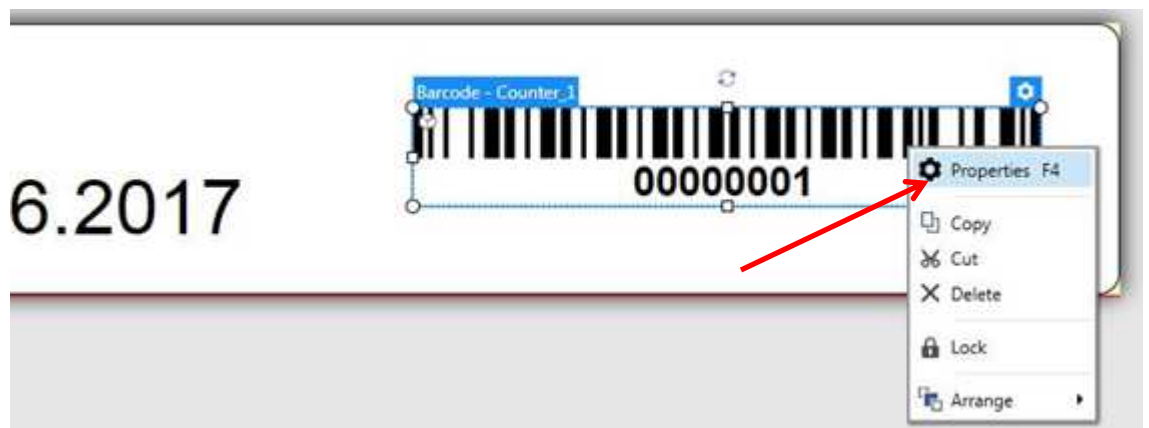 Barcode - Counter_1
00000001
6.2017
Properties F4
Copy
Cut
Delete
Lock
Arrange